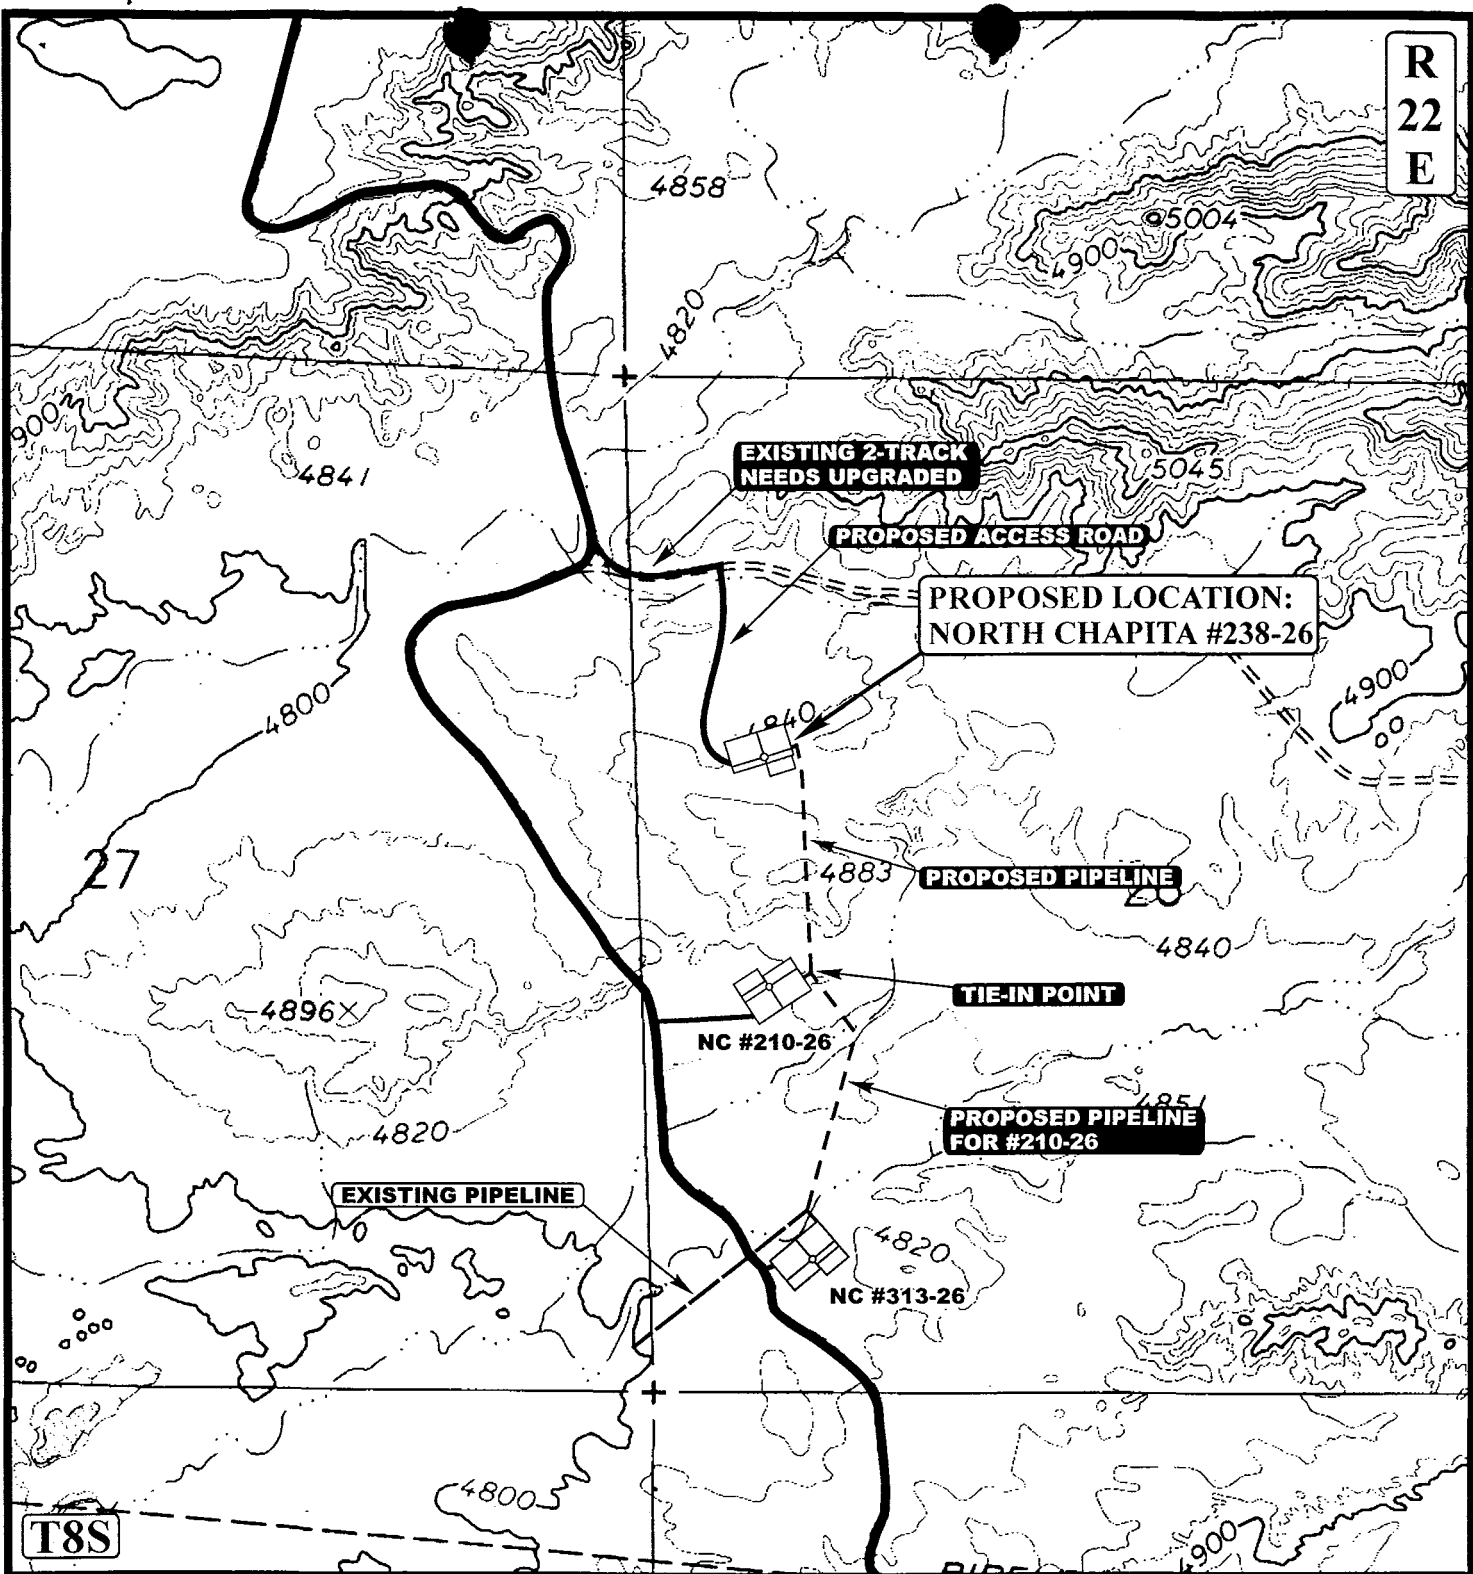 R
22
E
4858
5004
4900
4820
900
4841
EXISTING 2-TRACK
NEEDS UPGRADED
5045
PROPOSED ACCESS ROAD
PROPOSED LOCATION:
NORTH CHAPITA #238-26
4900
4800
4840
27
4883
PROPOSED PIPELINE
4840
4896
TIE-IN POINT
NC #210-26
4851
PROPOSED PIPELINE
FOR #210-26
4820
EXISTING PIPELINE
4820
NC #313-26
4800
T8S
4900